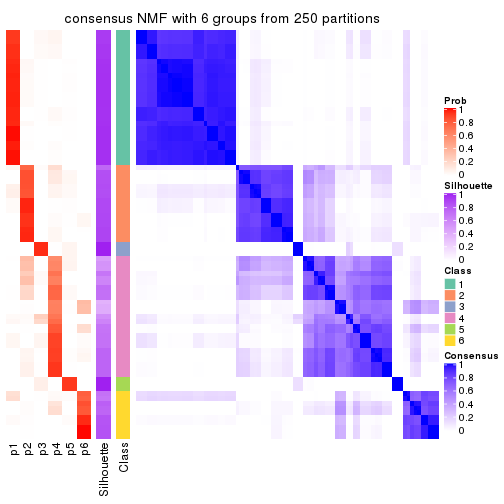 consensus NMF with 6 groups from 250 partitions
Prob
1
0.8
0.6
0.4
0.2
0
Silhouette
1
0.8
0.6
0.4
0.2
0
Class
1
2
3
4
5
6
Consensus
1
0.8
0.6
0.4
0.2
0
p1
p2
p3
p4
p5
p6
Silhouette
Class